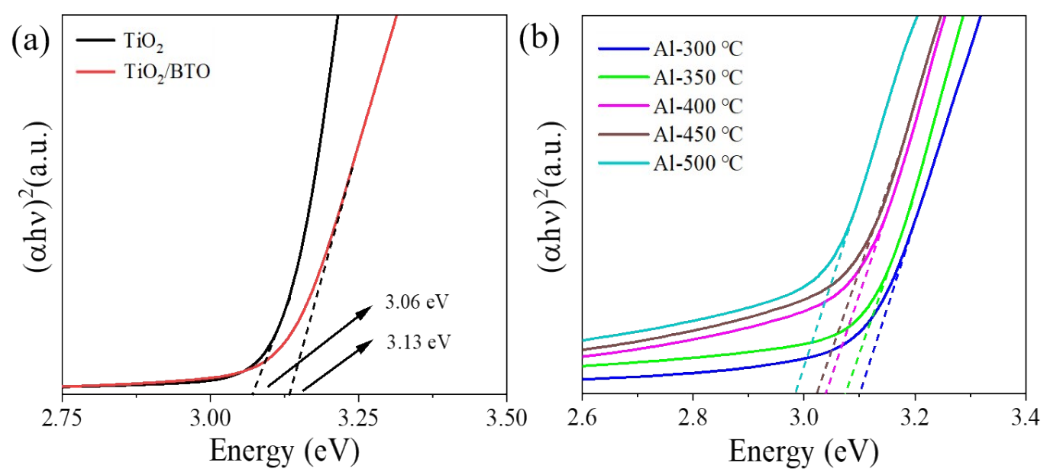 (a)
TiO₂
TiO₂/BTO
(αhν)²(a.u.)
3.06 eV
3.13 eV
2.75 3.00 3.25 3.50
Energy (eV)
(b)
Al-300 ℃
Al-350 ℃
Al-400 ℃
Al-450 ℃
Al-500 ℃
(αhν)²(a.u.)
2.6 2.8 3.0 3.2 3.4
Energy (eV)